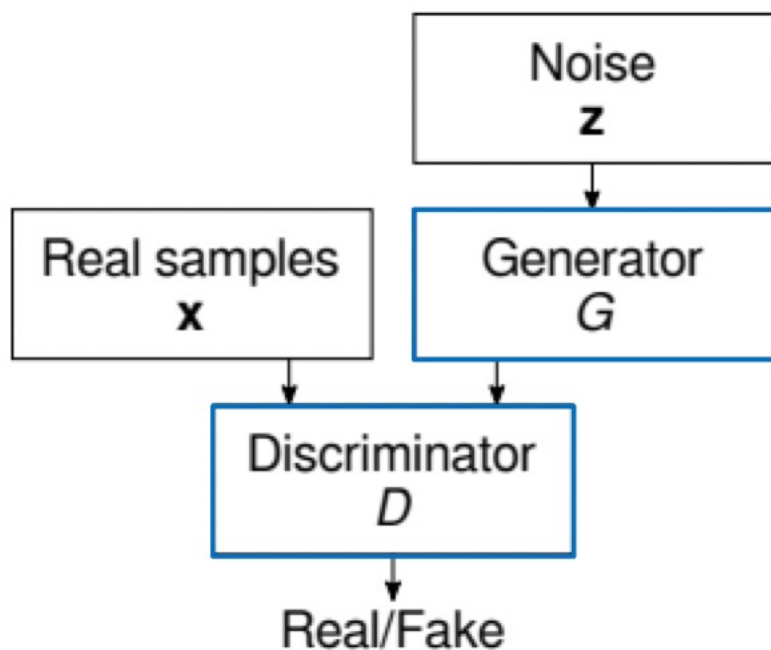 Noise
z
Real samples
x
Generator
G
Discriminator
D
Real/Fake